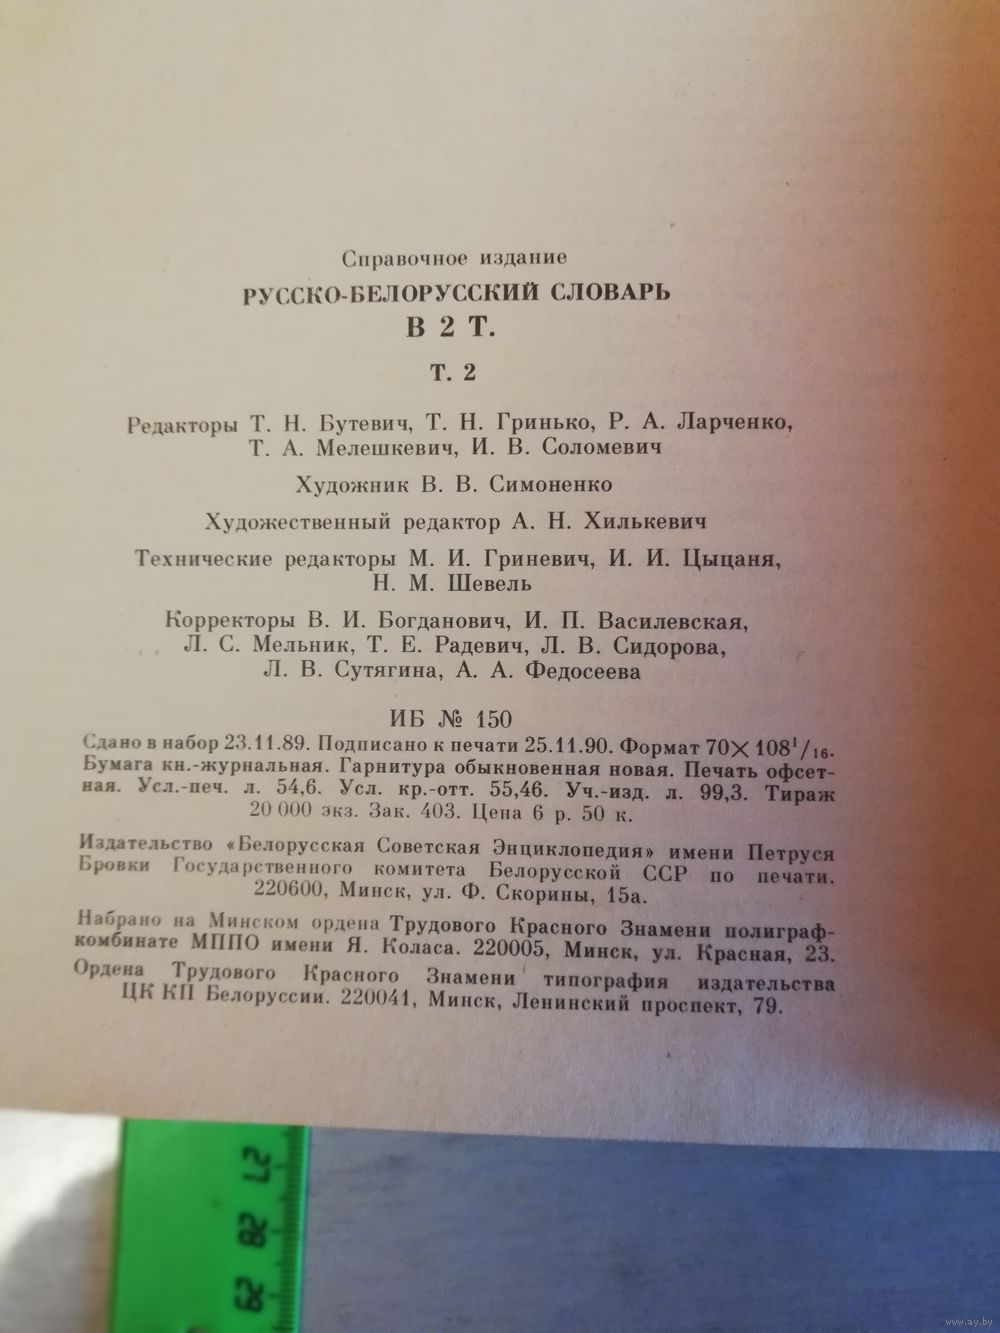 Справочное издание
РУССКО-БЕЛОРУССКИЙ СЛОВАРЬ
В 2 Т.
Т. 2
Редакторы Т. Н. Бутевич, Т. Н. Гринько, Р. А. Ларченко,
Т. А. Мелешкевич, И. В. Соломевич
Художник В. В. Симоненко
Художественный редактор А. Н. Хилькевич
Технические редакторы М. И. Гриневич, И. И. Цыцаня,
Н. М. Шевель
Корректоры В. И. Богданович, И. П. Василевская,
Л. С. Мельник, Т. Е. Радевич, Л. В. Сидорова,
Л. В. Сутягина, А. А. Федосеева
ИБ № 150
Сдано в набор 23.11.89. Подписано к печати 25.11.90. Формат 70×108¹/₁₆.
Бумага кн.-журнальная. Гарнитура обыкновенная новая. Печать офсет-
ная. Усл.-печ. л. 54,6. Усл. кр.-отт. 55,46. Уч.-изд. л. 99,3. Тираж
20 000 экз. Зак. 403. Цена 6 р. 50 к.
Издательство «Белорусская Советская Энциклопедия» имени Петруся
Бровки Государственного комитета Белорусской ССР по печати.
220600, Минск, ул. Ф. Скорины, 15а.
Набрано на Минском ордена Трудового Красного Знамени полиграф-
комбинате МППО имени Я. Коласа. 220005, Минск, ул. Красная, 23.
Ордена Трудового Красного Знамени типография издательства
ЦК КП Белоруссии. 220041, Минск, Ленинский проспект, 79.
27
28
29
www.ay.by